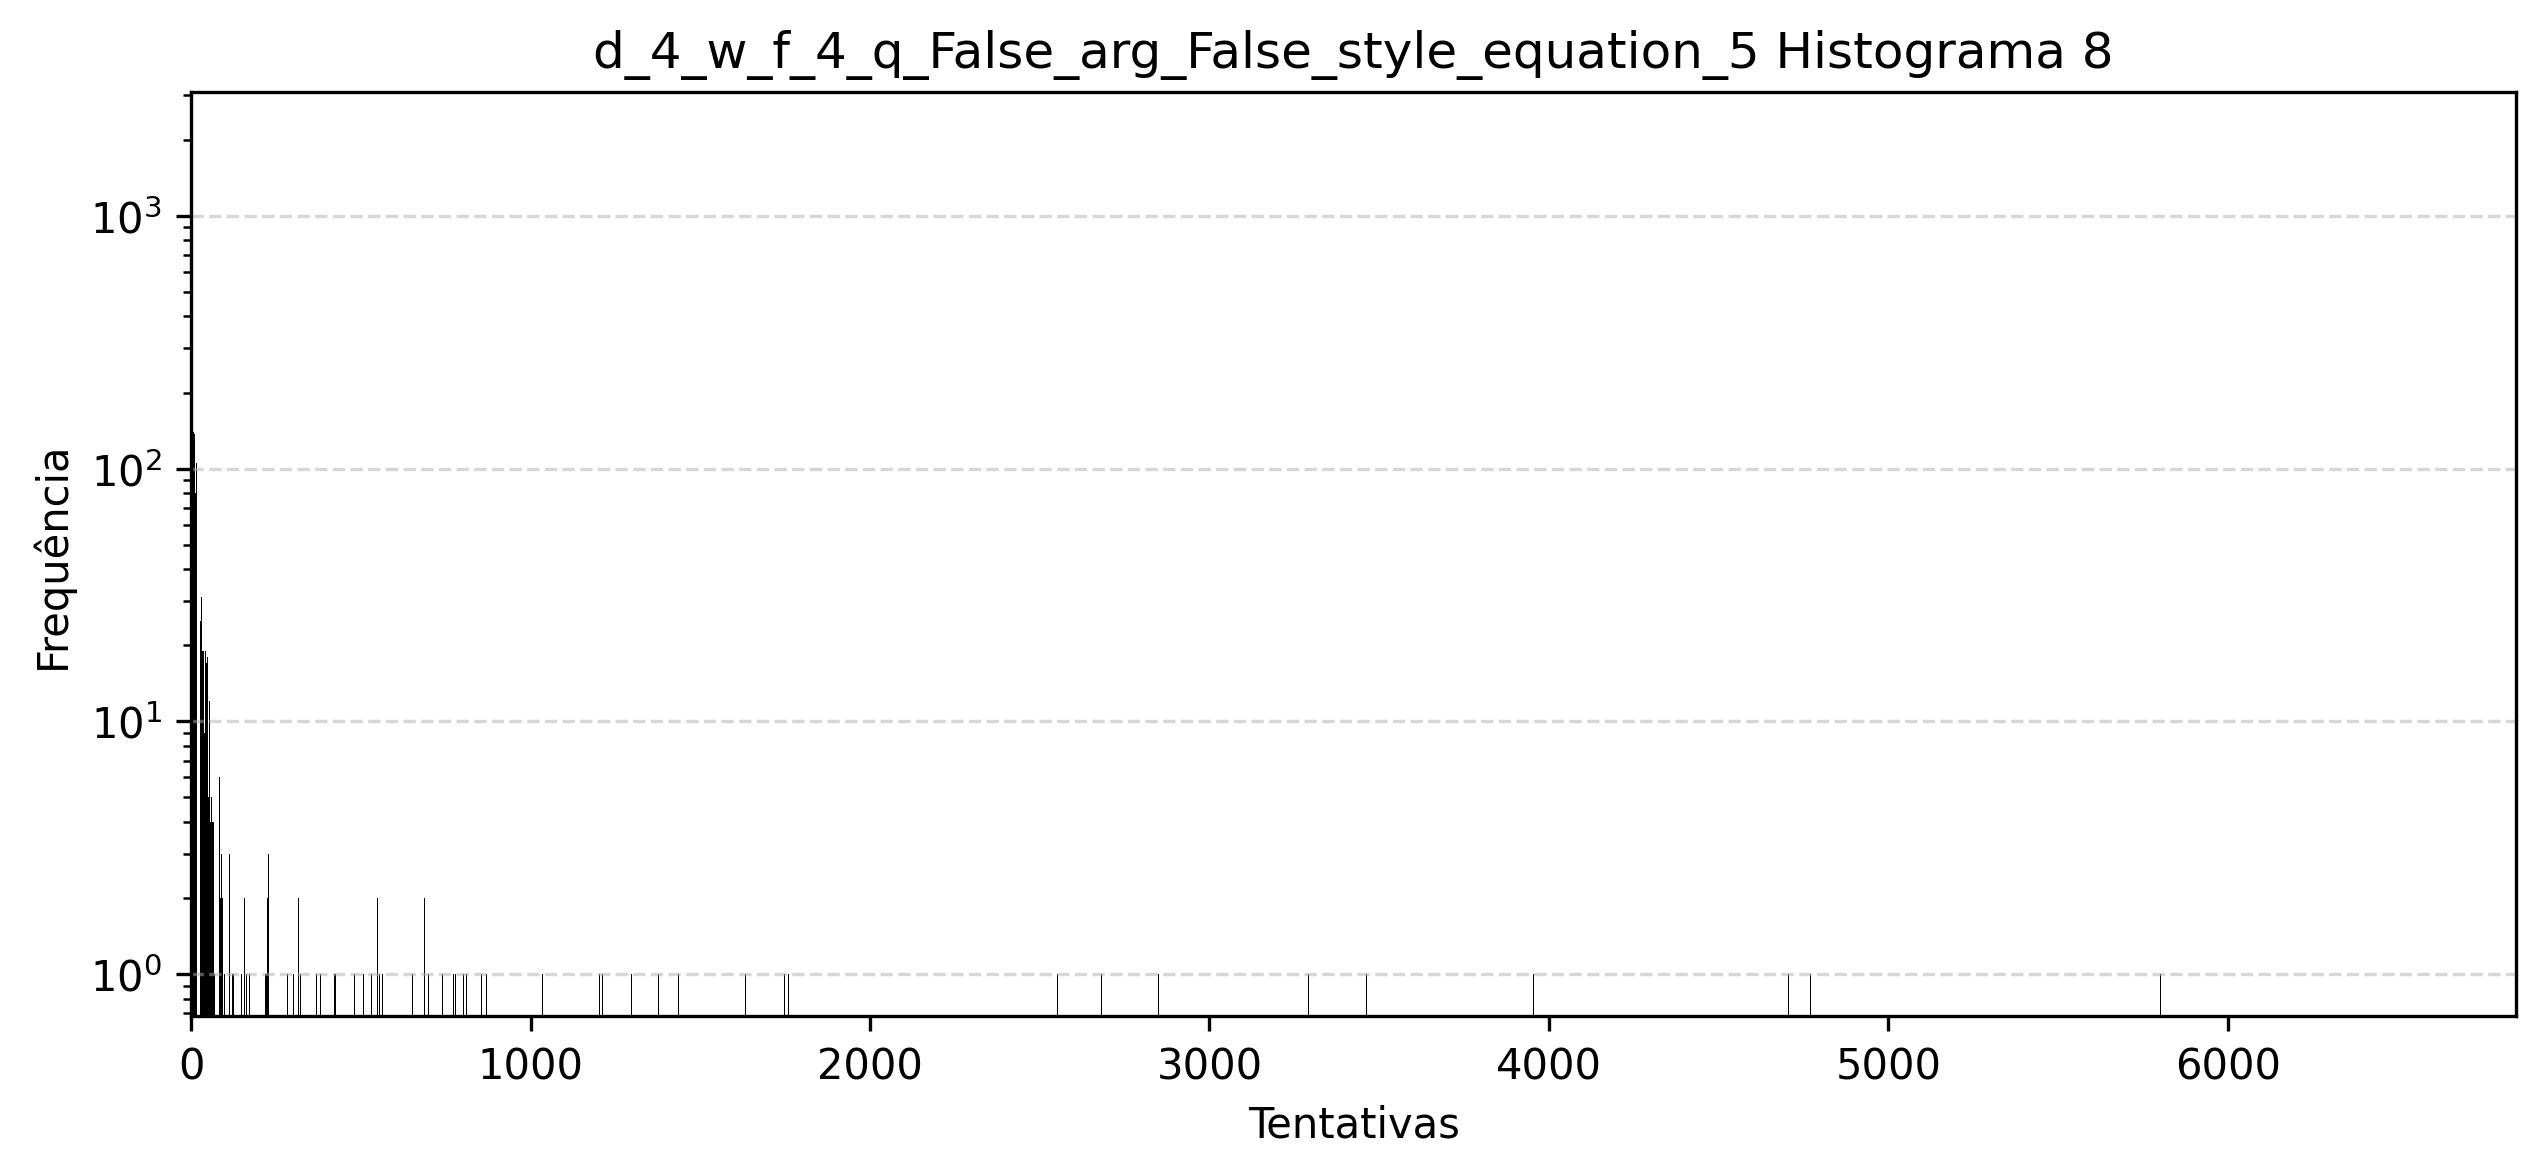 d_4_w_f_4_q_False_arg_False_style_equation_5 Histograma 8
Frequência
10³
10²
10¹
10⁰
0 1000 2000 3000 4000 5000 6000
Tentativas